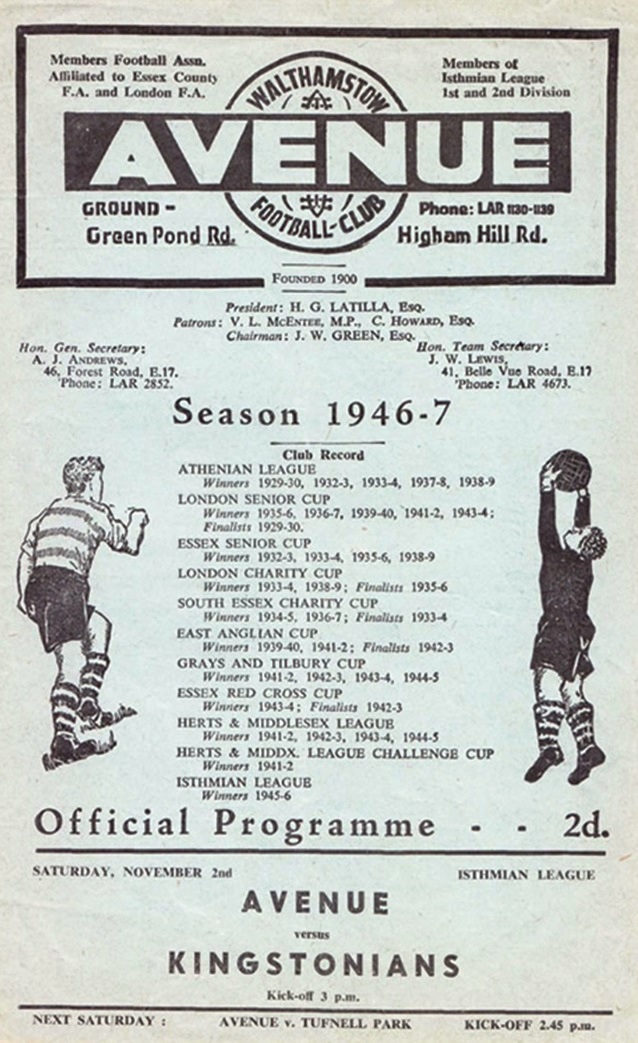 Members Football Assn.
Affiliated to Essex County
F.A. and London F.A.
Members of
Isthmian League
1st and 2nd Division
WALTHAMSTOW
AVENUE
FOOTBALL-CLUB
GROUND -
Green Pond Rd.
Phone: LAR 1130-1139
Higham Hill Rd.
FOUNDED 1900
President: H. G. LATILLA, Esq.
Patrons: V. L. McENTEE, M.P., C. HOWARD, Esq.
Chairman: J. W. GREEN, Esq.
Hon. Gen. Secretary:
A. J. ANDREWS,
46, Forest Road, E.17.
'Phone: LAR 2852.
Hon. Team Secretary:
J. W. LEWIS,
41, Belle Vue Road, E.17
'Phone: LAR 4673.
Season 1946-7
Club Record
ATHENIAN LEAGUE
Winners 1929-30, 1932-3, 1933-4, 1937-8, 1938-9
LONDON SENIOR CUP
Winners 1935-6, 1936-7, 1939-40, 1941-2, 1943-4;
Finalists 1929-30.
ESSEX SENIOR CUP
Winners 1932-3, 1933-4, 1935-6, 1938-9
LONDON CHARITY CUP
Winners 1933-4, 1938-9; Finalists 1935-6
SOUTH ESSEX CHARITY CUP
Winners 1934-5, 1936-7; Finalists 1933-4
EAST ANGLIAN CUP
Winners 1939-40, 1941-2; Finalists 1942-3
GRAYS AND TILBURY CUP
Winners 1941-2, 1942-3, 1943-4, 1944-5
ESSEX RED CROSS CUP
Winners 1943-4; Finalists 1942-3
HERTS & MIDDLESEX LEAGUE
Winners 1941-2, 1942-3, 1943-4, 1944-5
HERTS & MIDDX. LEAGUE CHALLENGE CUP
Winners 1941-2
ISTHMIAN LEAGUE
Winners 1945-6
Official Programme - - 2d.
SATURDAY, NOVEMBER 2nd
ISTHMIAN LEAGUE
AVENUE
versus
KINGSTONIANS
Kick-off 3 p.m.
NEXT SATURDAY : AVENUE v. TUFNELL PARK KICK-OFF 2.45 p.m.